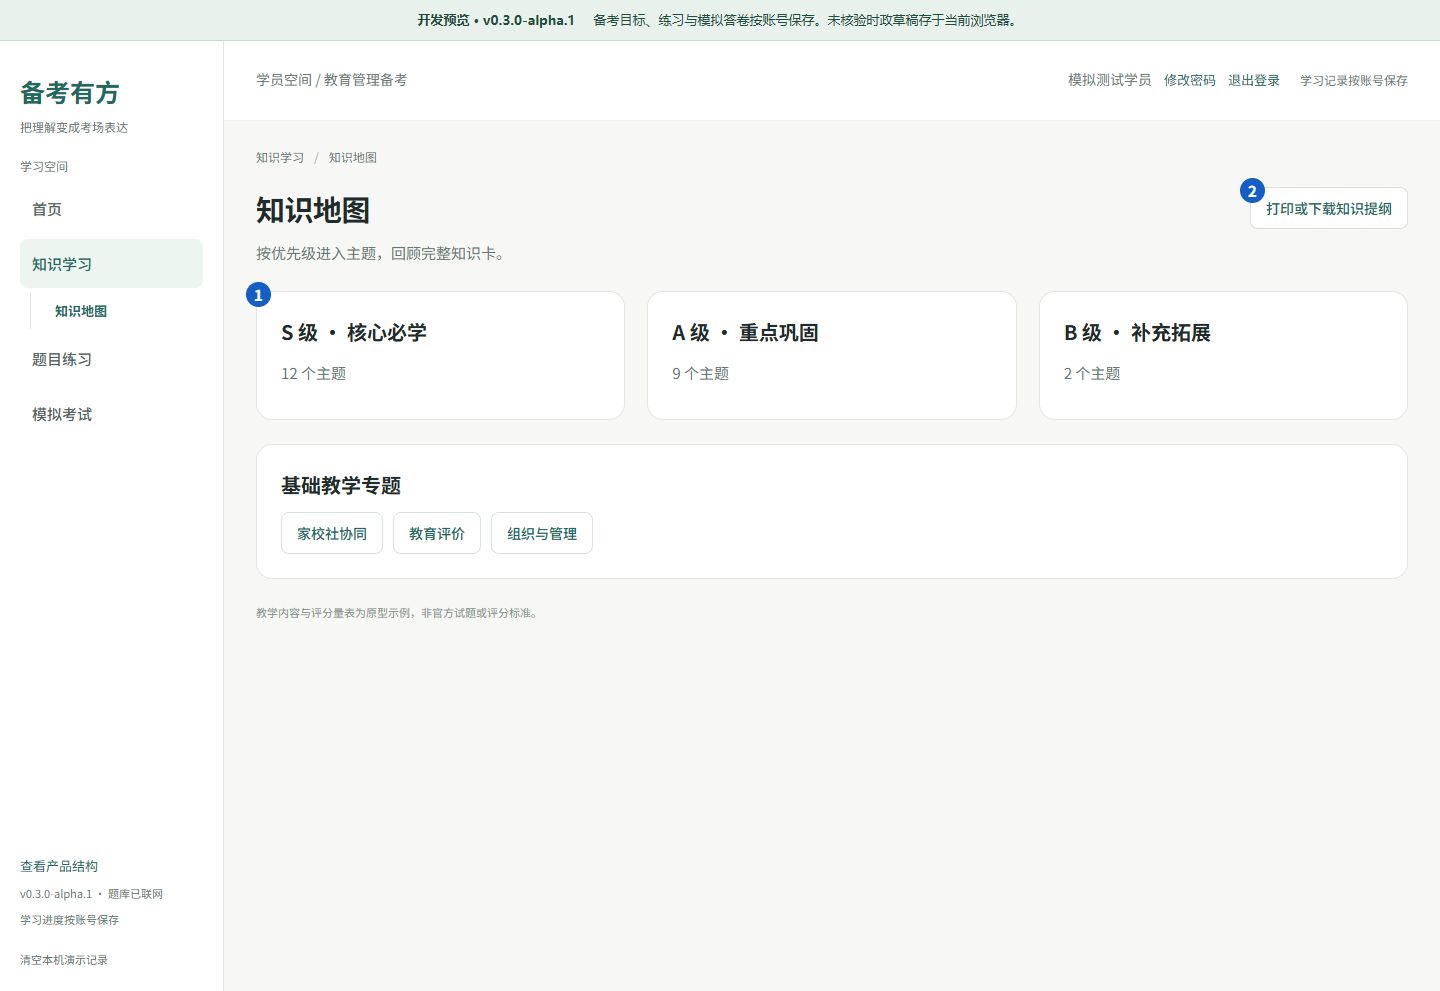 开发预览 • v0.3.0-alpha.1 备考目标、练习与模拟答卷按账号保存。未核验时政草稿存于当前浏览器。
备考有方
把理解变成考场表达
学习空间
首页
知识学习
知识地图
题目练习
模拟考试
查看产品结构
v0.3.0-alpha.1 · 题库已联网
学习进度按账号保存
清空本机演示记录
学员空间 / 教育管理备考
模拟测试学员 修改密码 退出登录 学习记录按账号保存
知识学习 / 知识地图
知识地图
2
打印或下载知识提纲
按优先级进入主题，回顾完整知识卡。
1
S 级 · 核心必学
12 个主题
A 级 · 重点巩固
9 个主题
B 级 · 补充拓展
2 个主题
基础教学专题
家校社协同 教育评价 组织与管理
教学内容与评分量表为原型示例，非官方试题或评分标准。